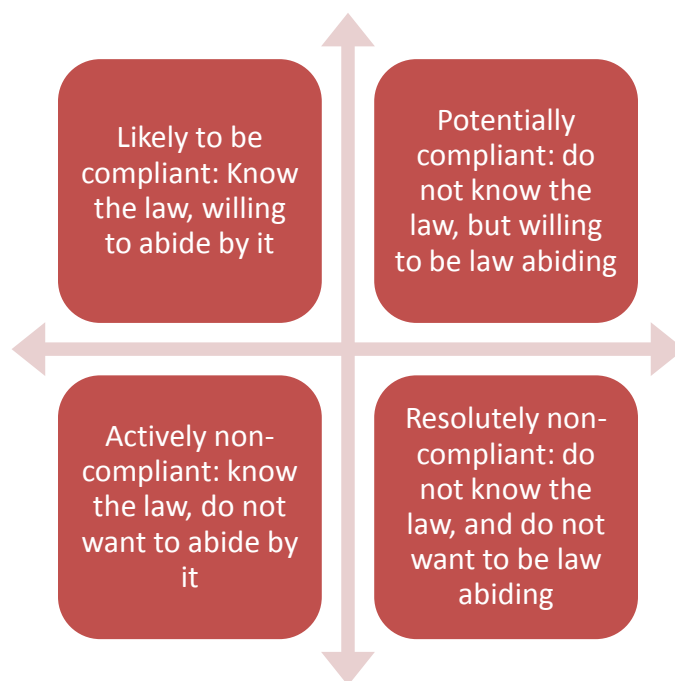 Likely to be
compliant: Know
the law, willing
to abide by it
Potentially
compliant: do
not know the
law, but willing
to be law abiding
Actively non-
compliant: know
the law, do not
want to abide by
it
Resolutely non-
compliant: do
not know the
law, and do not
want to be law
abiding